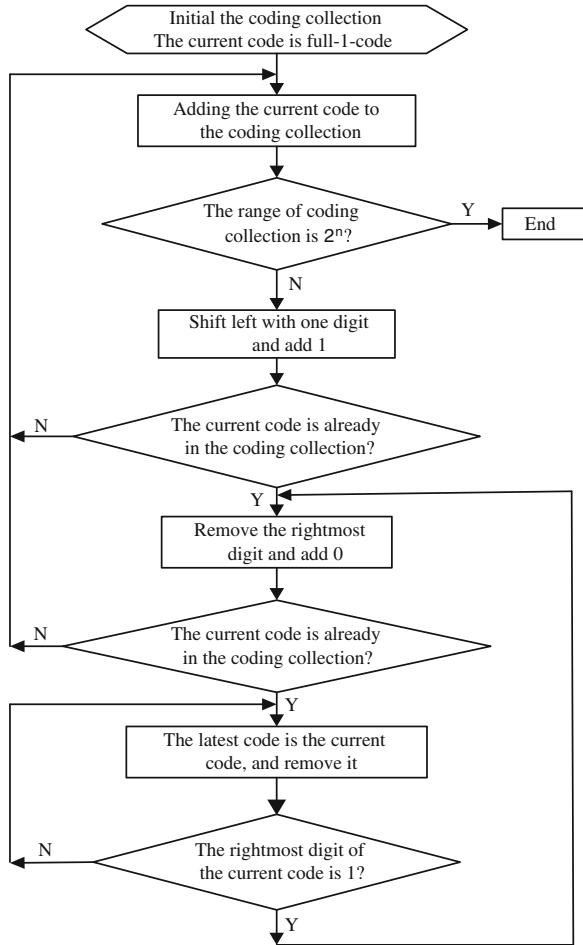 Initial the coding collection
The current code is full-1-code
Adding the current code to
the coding collection
The range of coding
collection is 2ⁿ?
Y
End
N
Shift left with one digit
and add 1
The current code is already
in the coding collection?
N
Y
Remove the rightmost
digit and add 0
The current code is already
in the coding collection?
N
Y
The latest code is the current
code, and remove it
The rightmost digit of
the current code is 1?
N
Y